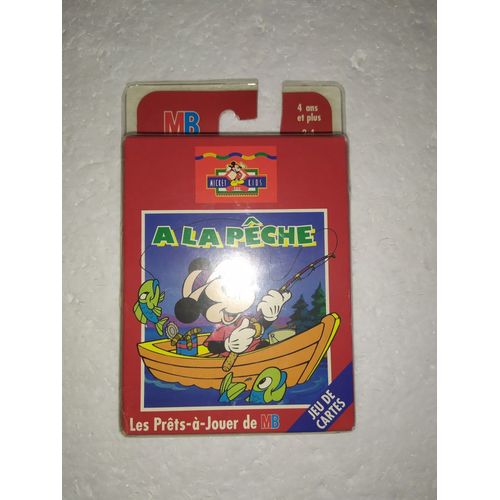 MB
4 ans
et plus
MICKEY KIDS
A LA PÊCHE
JEU DE
CARTES
Les Prêts-à-Jouer de MB